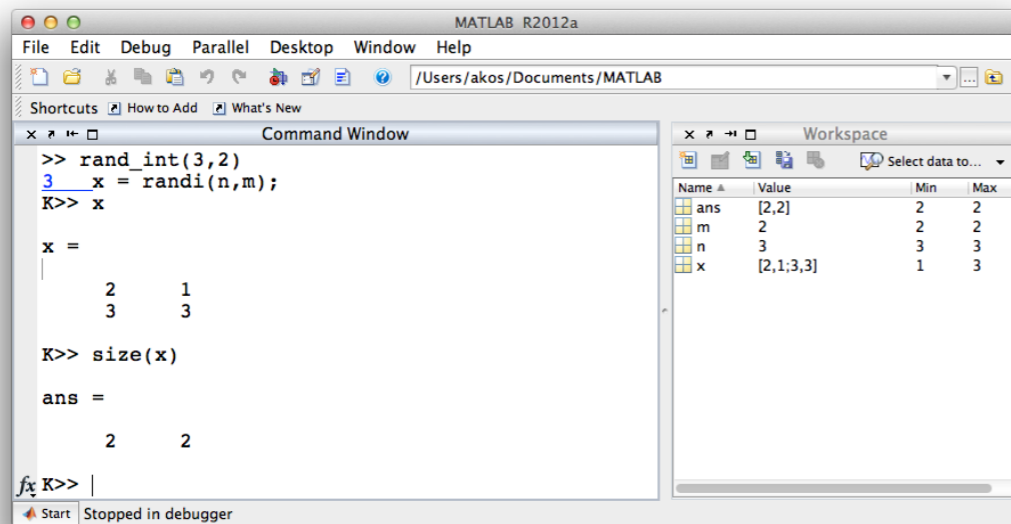 MATLAB R2012a
File Edit Debug Parallel Desktop Window Help
/Users/akos/Documents/MATLAB ...
Shortcuts How to Add What's New
Command Window
>> rand_int(3,2)
3 x = randi(n,m);
K>> x
x =
2 1
3 3
K>> size(x)
ans =
2 2
fx K>>
Workspace
Select data to...
Name Value Min Max
ans [2,2] 2 2
m 2 2 2
n 3 3 3
x [2,1;3,3] 1 3
Start Stopped in debugger